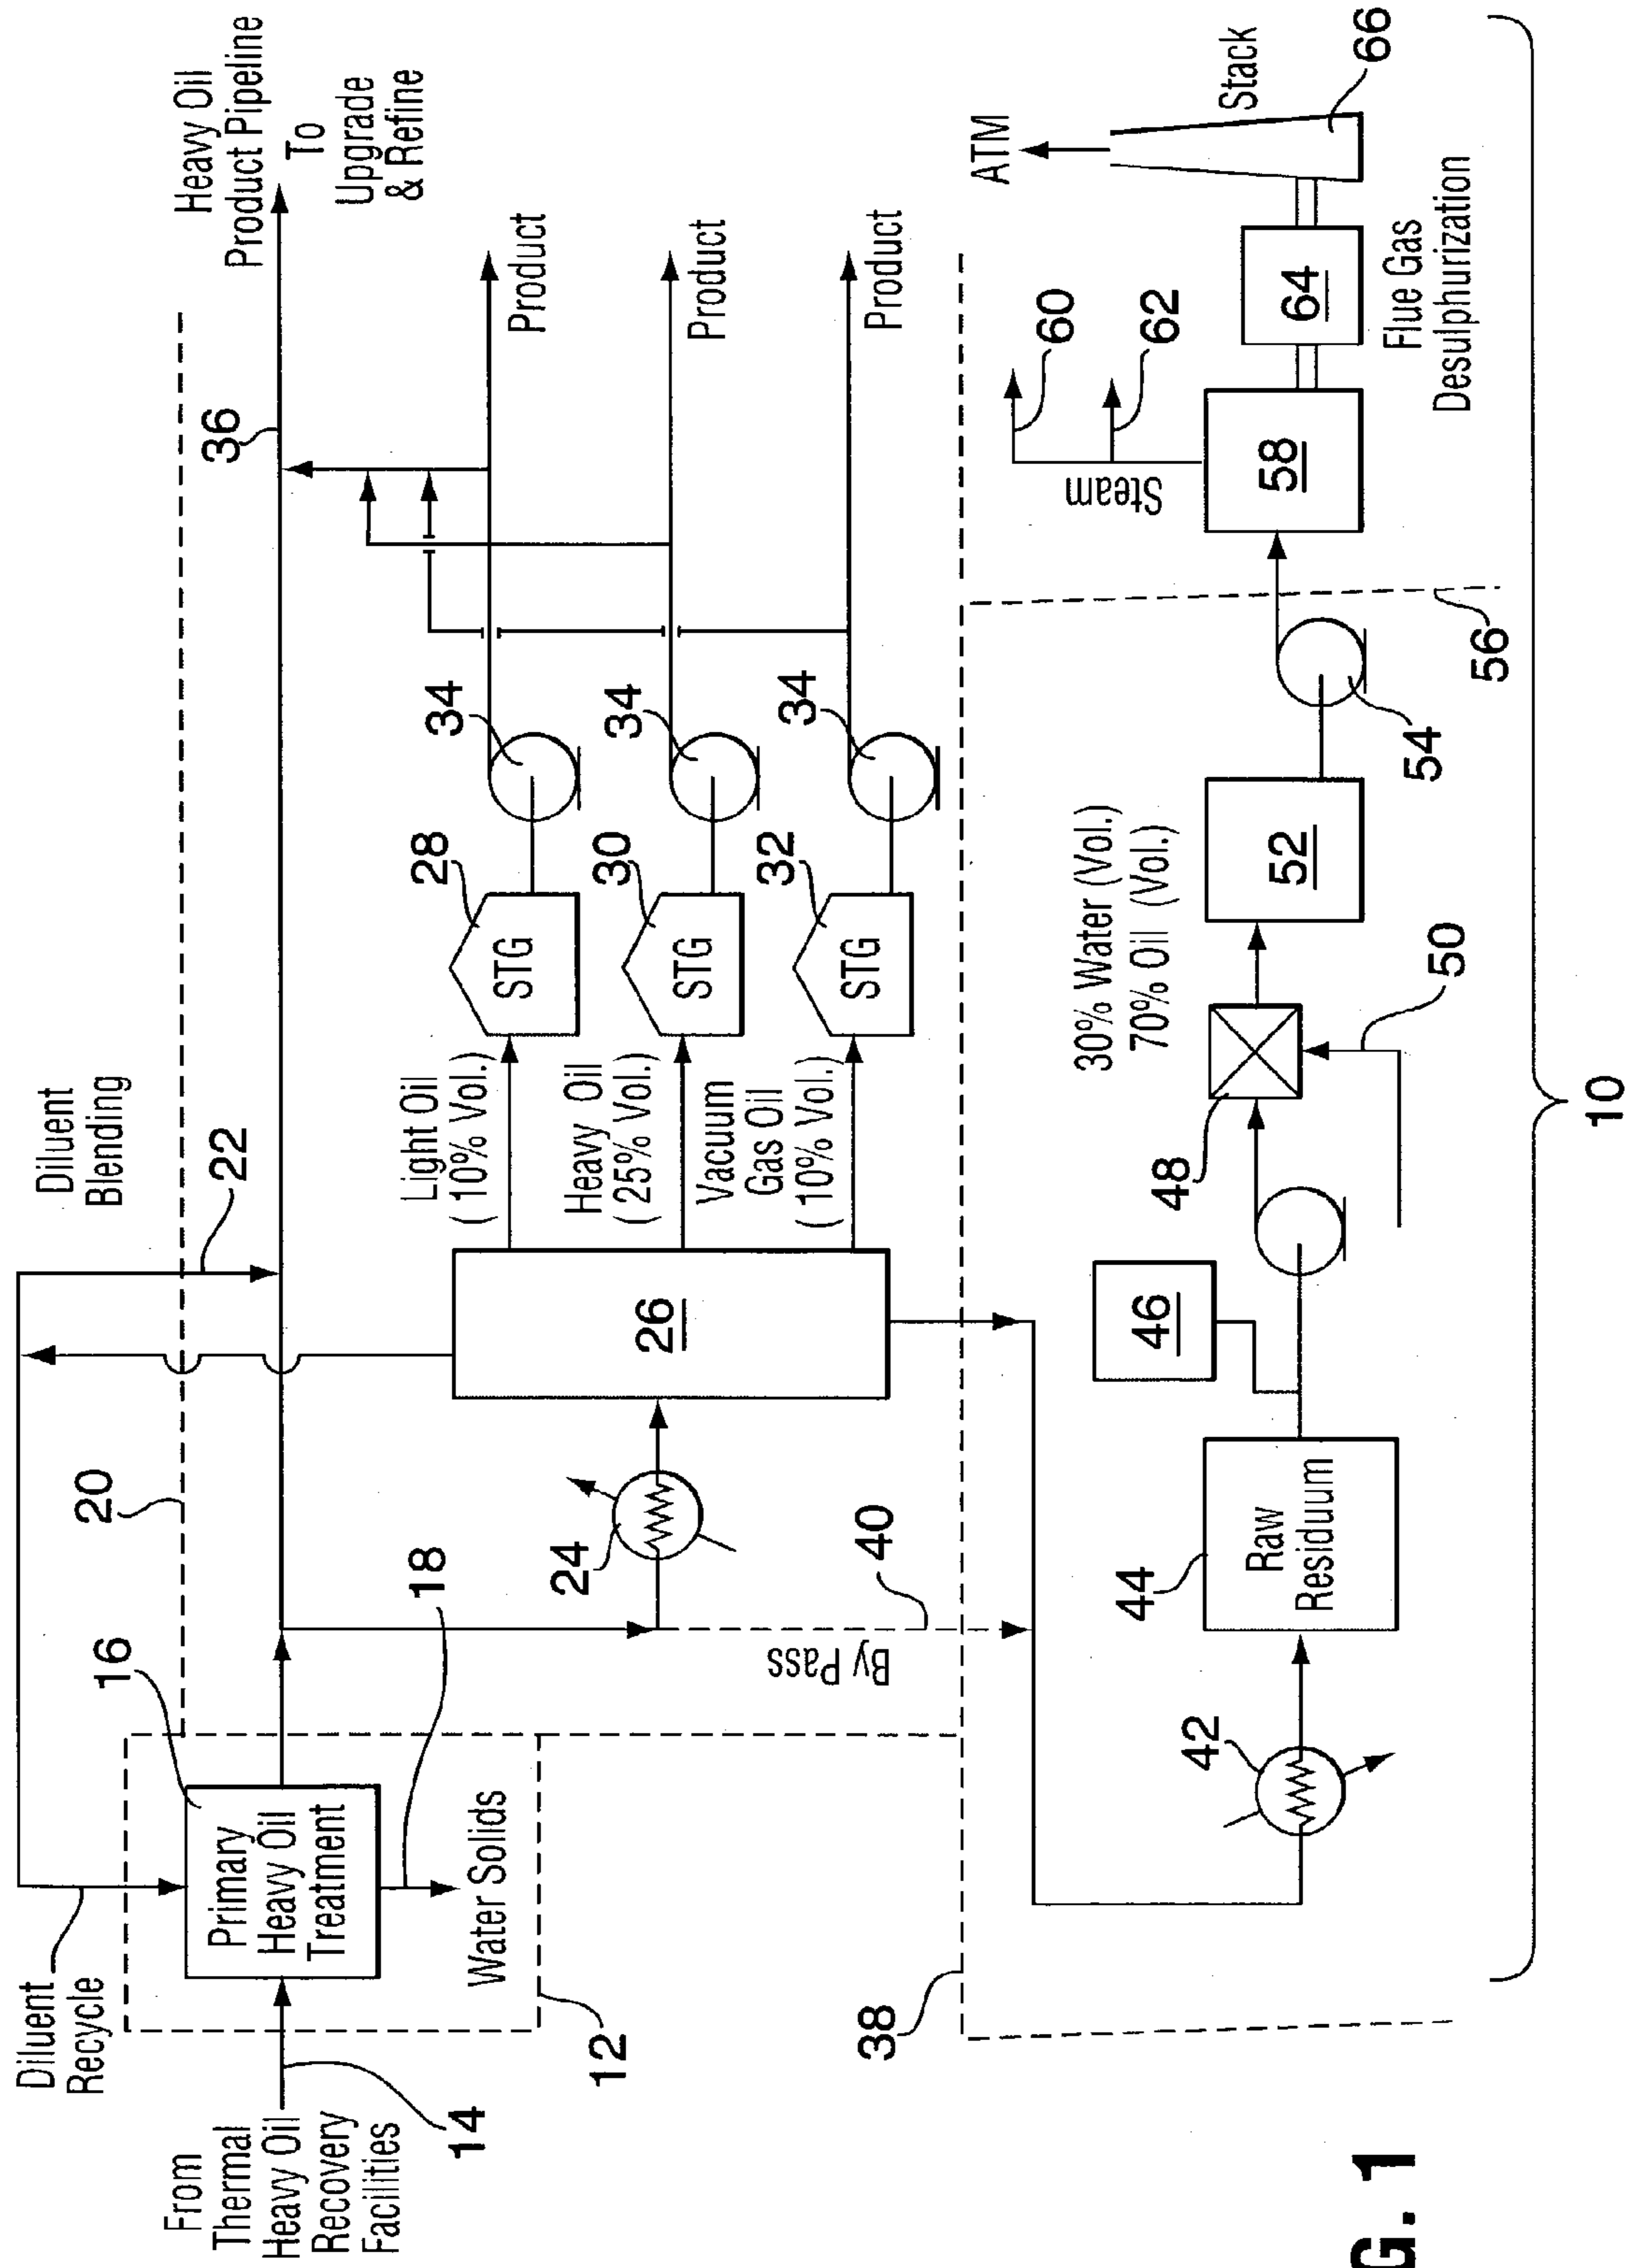 Diluent
Recycle
From
Thermal
Heavy Oil
Recovery
Facilities
14
12
16
Primary
Heavy Oil
Treatment
Water Solids
18
20
Diluent
Blending
22
36
Heavy Oil
Product Pipeline
To
Upgrade
& Refine
24
26
40
By Pass
Light Oil
(10% Vol.)
Heavy Oil
(25% Vol.)
Vacuum
Gas Oil
(10% Vol.)
28
STG
34
Product
30
STG
34
Product
32
STG
34
Product
38
42
44
Raw
Residuum
46
48
50
30% Water (Vol.)
70% Oil (Vol.)
52
54
56
58
Steam
60
62
64
Flue Gas
Desulphurization
ATM
Stack
66
10
G. 1